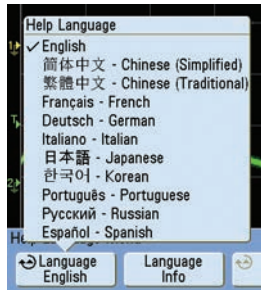 Help Language
✓ English
简体中文 - Chinese (Simplified)
繁體中文 - Chinese (Traditional)
Français - French
Deutsch - German
Italiano - Italian
日本語 - Japanese
한국어 - Korean
Português - Portuguese
Русский - Russian
Español - Spanish
Language
English
Language
Info